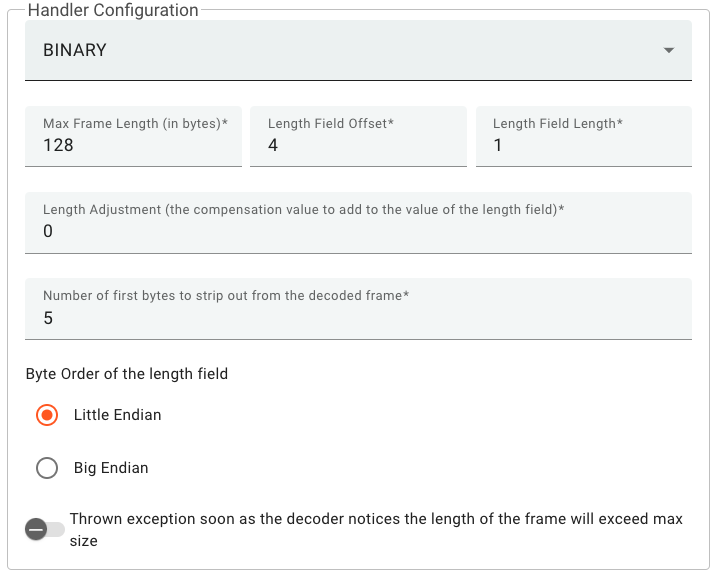 Handler Configuration
BINARY
Max Frame Length (in bytes)*
128
Length Field Offset*
4
Length Field Length*
1
Length Adjustment (the compensation value to add to the value of the length field)*
0
Number of first bytes to strip out from the decoded frame*
5
Byte Order of the length field
Little Endian
Big Endian
Thrown exception soon as the decoder notices the length of the frame will exceed max
size